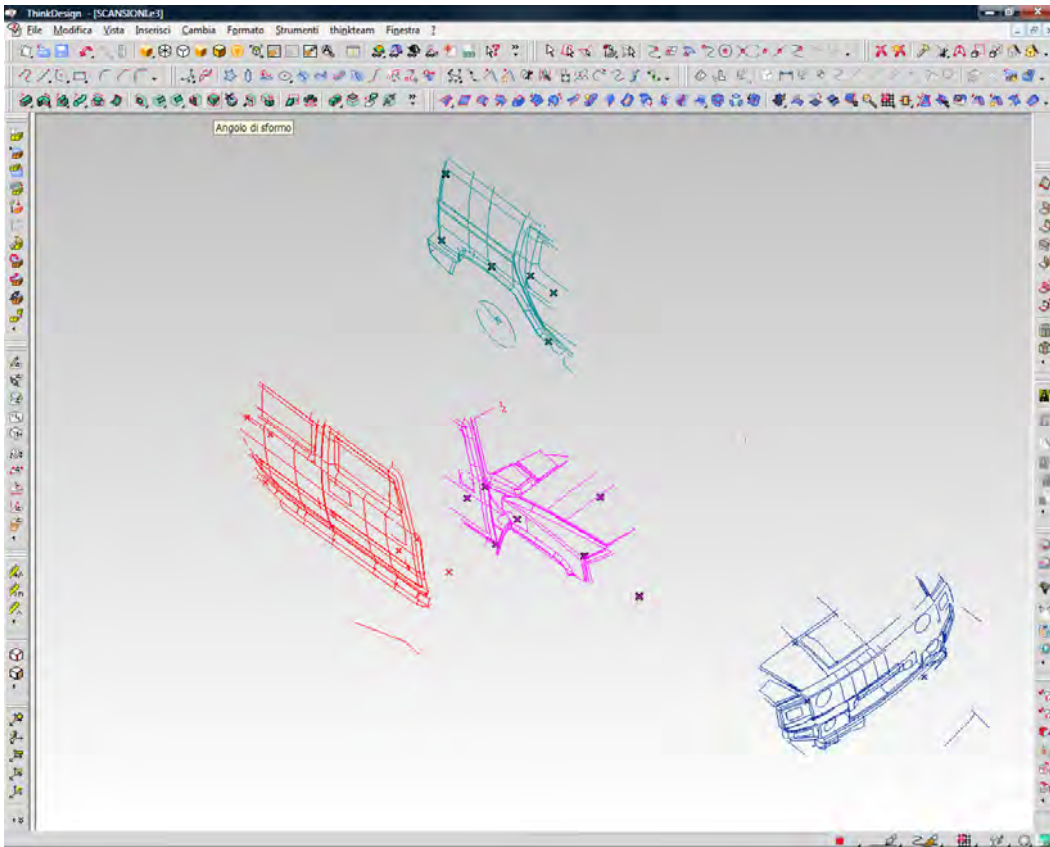 ThinkDesign - [SCANSIONI.e3]
File Modifica Vista Inserisci Cambia Formato Strumenti thinkteam Finestra ?
Angolo di sformo